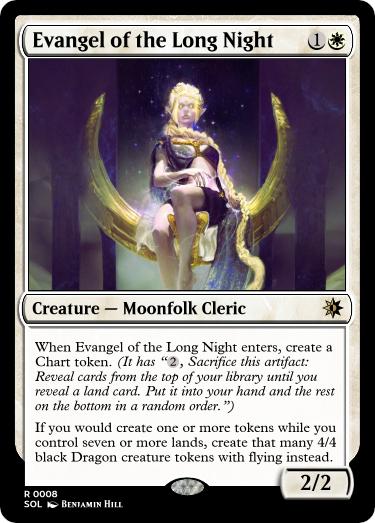 Evangel of the Long Night 1
Creature — Moonfolk Cleric
When Evangel of the Long Night enters, create a
Chart token. (It has “2, Sacrifice this artifact:
Reveal cards from the top of your library until you
reveal a land card. Put it into your hand and the rest
on the bottom in a random order.”)
If you would create one or more tokens while you
control seven or more lands, create that many 4/4
black Dragon creature tokens with flying instead.
2/2
R 0008
SOL Benjamin Hill